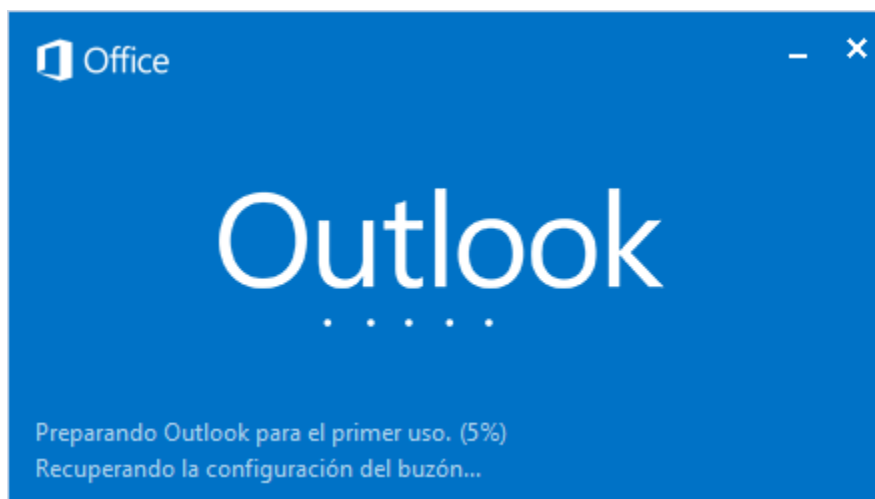 Office
Outlook
Preparando Outlook para el primer uso. (5%)
Recuperando la configuración del buzón...